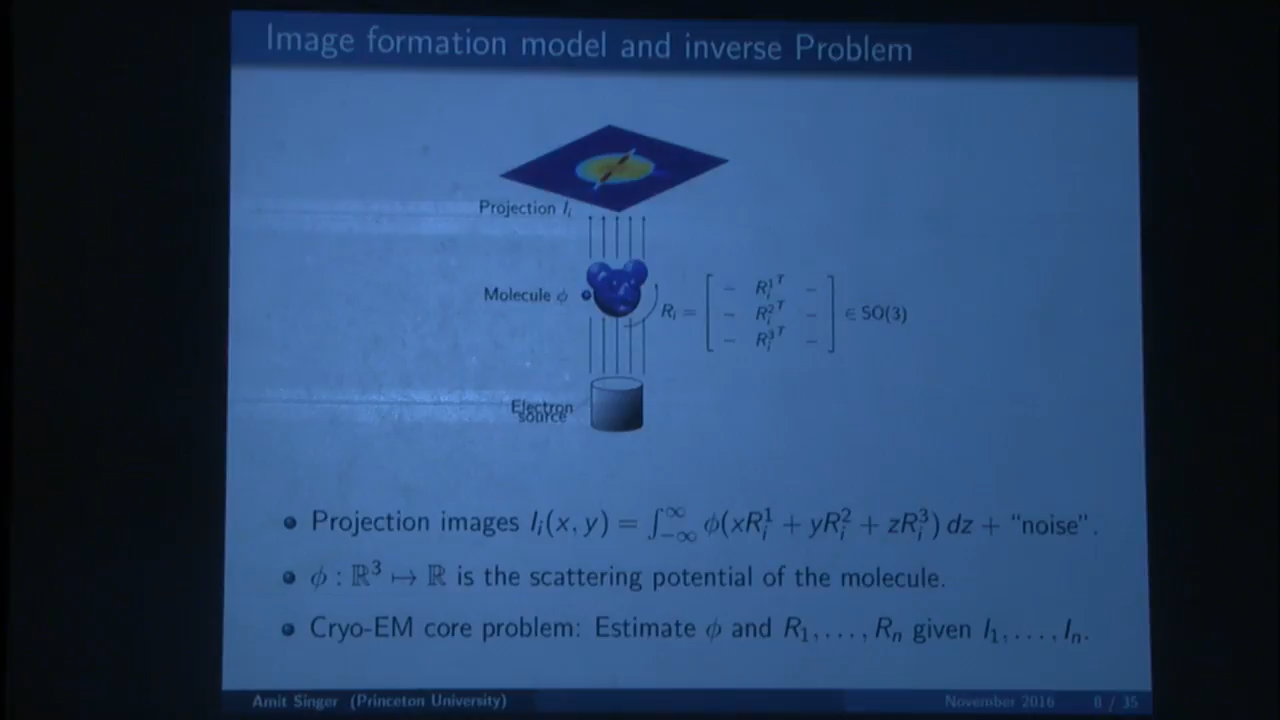 Image formation model and inverse Problem
Projection I_i
Molecule ϕ
R_i = [ – R_i^1^T – 
– R_i^2^T –
– R_i^3^T – ] ∈ SO(3)
Electron
source
Projection images I_i(x, y) = ∫_{-∞}^{∞} ϕ(xR_i^1 + yR_i^2 + zR_i^3) dz + “noise”.
ϕ : ℝ^3 ↦ ℝ is the scattering potential of the molecule.
Cryo-EM core problem: Estimate ϕ and R_1, . . . , R_n given I_1, . . . , I_n.
Amit Singer (Princeton University) November 2016 8 / 35